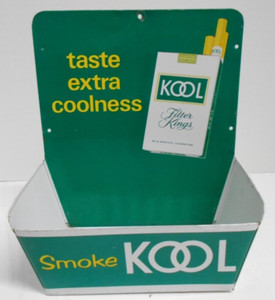 taste
extra
coolness
KOOL
Filter
Kings
Smoke KOOL